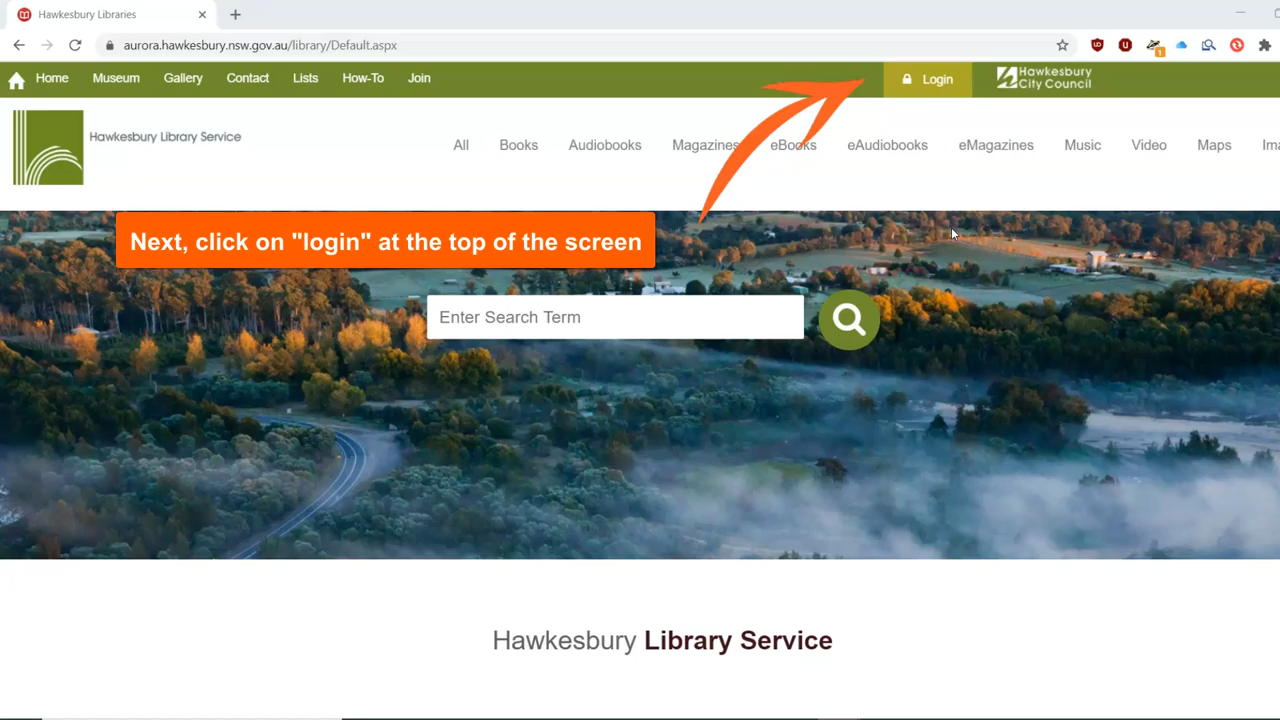 Hawkesbury Libraries
aurora.hawkesbury.nsw.gov.au/library/Default.aspx
1
Home Museum Gallery Contact Lists How-To Join
Login
Hawkesbury
City Council
Hawkesbury Library Service
All Books Audiobooks Magazines eBooks eAudiobooks eMagazines Music Video Maps Ima
Next, click on "login" at the top of the screen
Enter Search Term
Hawkesbury Library Service